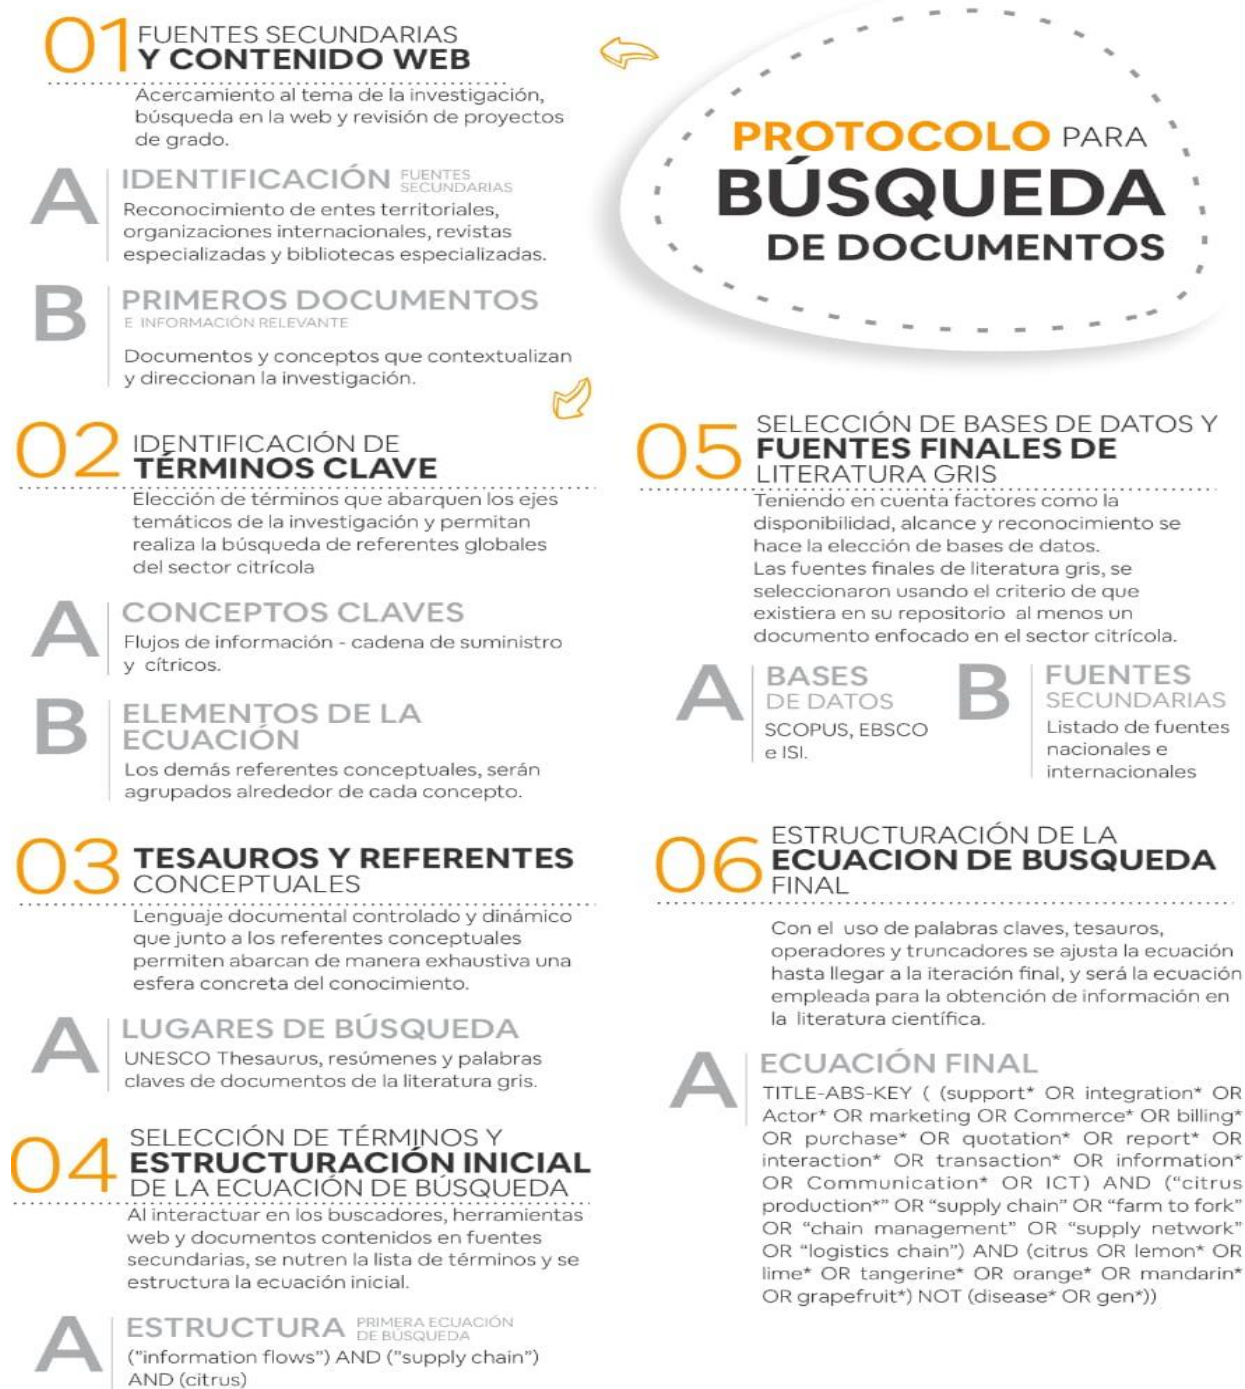 PROTOCOLO PARA
BÚSQUEDA
DE DOCUMENTOS
01 FUENTES SECUNDARIAS
Y CONTENIDO WEB
Acercamiento al tema de la investigación,
búsqueda en la web y revisión de proyectos
de grado.
A IDENTIFICACIÓN FUENTES
SECUNDARIAS
Reconocimiento de entes territoriales,
organizaciones internacionales, revistas
especializadas y bibliotecas especializadas.
B PRIMEROS DOCUMENTOS
E INFORMACIÓN RELEVANTE
Documentos y conceptos que contextualizan
y direccionan la investigación.
02 IDENTIFICACIÓN DE
TÉRMINOS CLAVE
Elección de términos que abarquen los ejes
temáticos de la investigación y permitan
realiza la búsqueda de referentes globales
del sector citrícola
A CONCEPTOS CLAVES
Flujos de información - cadena de suministro
y cítricos.
B ELEMENTOS DE LA
ECUACIÓN
Los demás referentes conceptuales, serán
agrupados alrededor de cada concepto.
03 TESAUROS Y REFERENTES
CONCEPTUALES
Lenguaje documental controlado y dinámico
que junto a los referentes conceptuales
permiten abarcan de manera exhaustiva una
esfera concreta del conocimiento.
A LUGARES DE BÚSQUEDA
UNESCO Thesaurus, resúmenes y palabras
claves de documentos de la literatura gris.
04 SELECCIÓN DE TÉRMINOS Y
ESTRUCTURACIÓN INICIAL
DE LA ECUACIÓN DE BÚSQUEDA
Al interactuar en los buscadores, herramientas
web y documentos contenidos en fuentes
secundarias, se nutren la lista de términos y se
estructura la ecuación inicial.
A ESTRUCTURA PRIMERA ECUACIÓN
DE BÚSQUEDA
("information flows") AND ("supply chain")
AND (citrus)
05 SELECCIÓN DE BASES DE DATOS Y
FUENTES FINALES DE
LITERATURA GRIS
Teniendo en cuenta factores como la
disponibilidad, alcance y reconocimiento se
hace la elección de bases de datos.
Las fuentes finales de literatura gris, se
seleccionaron usando el criterio de que
existiera en su repositorio al menos un
documento enfocado en el sector citrícola.
A BASES
DE DATOS
SCOPUS, EBSCO
e ISI.
B FUENTES
SECUNDARIAS
Listado de fuentes
nacionales e
internacionales
06 ESTRUCTURACIÓN DE LA
ECUACION DE BUSQUEDA
FINAL
Con el uso de palabras claves, tesauros,
operadores y truncadores se ajusta la ecuación
hasta llegar a la iteración final, y será la ecuación
empleada para la obtención de información en
la literatura científica.
A ECUACIÓN FINAL
TITLE-ABS-KEY ( (support* OR integration* OR
Actor* OR marketing OR Commerce* OR billing*
OR purchase* OR quotation* OR report* OR
interaction* OR transaction* OR information*
OR Communication* OR ICT) AND (“citrus
production*” OR “supply chain” OR “farm to fork”
OR “chain management” OR “supply network”
OR “logistics chain”) AND (citrus OR lemon* OR
lime* OR tangerine* OR orange* OR mandarin*
OR grapefruit*) NOT (disease* OR gen*))